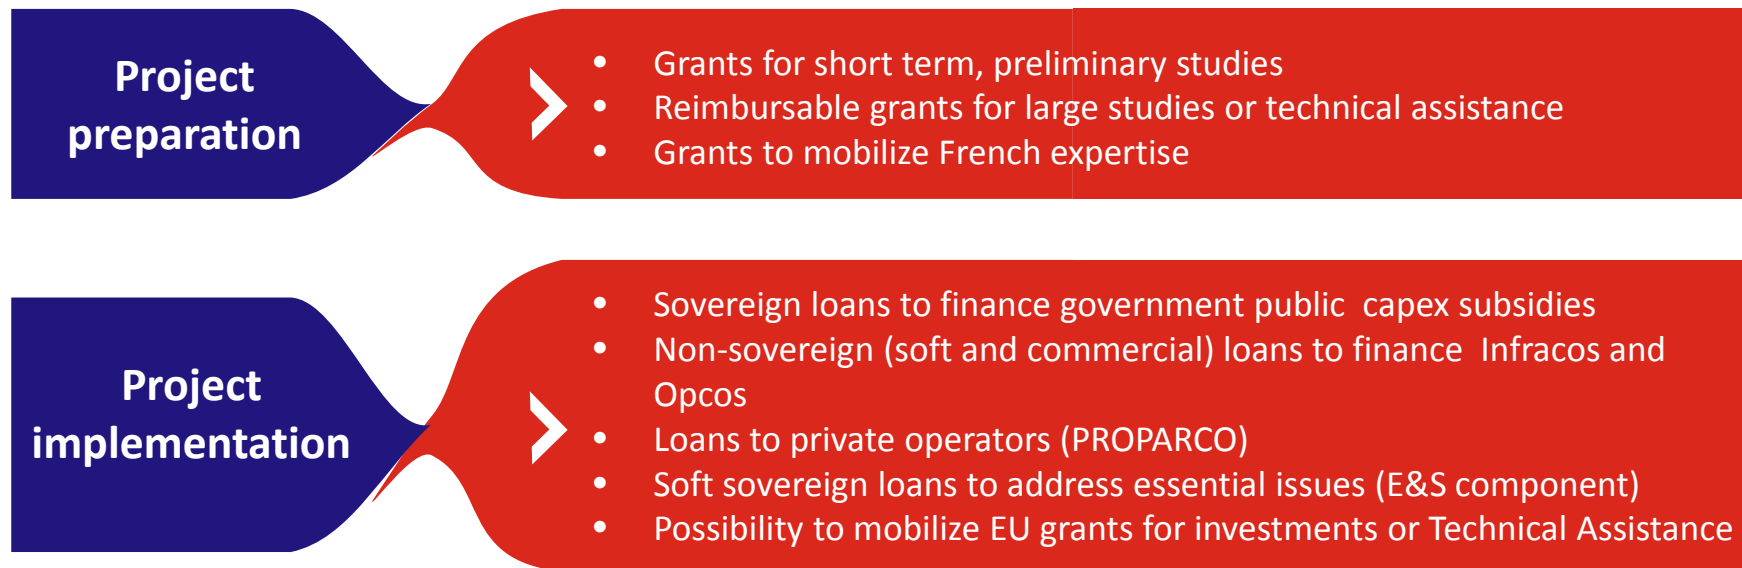 Project
preparation
• Grants for short term, preliminary studies
• Reimbursable grants for large studies or technical assistance
• Grants to mobilize French expertise
Project
implementation
• Sovereign loans to finance government public  capex subsidies
• Non-sovereign (soft and commercial) loans to finance  Infracos and
Opcos
• Loans to private operators (PROPARCO)
• Soft sovereign loans to address essential issues (E&S component)
• Possibility to mobilize EU grants for investments or Technical Assistance